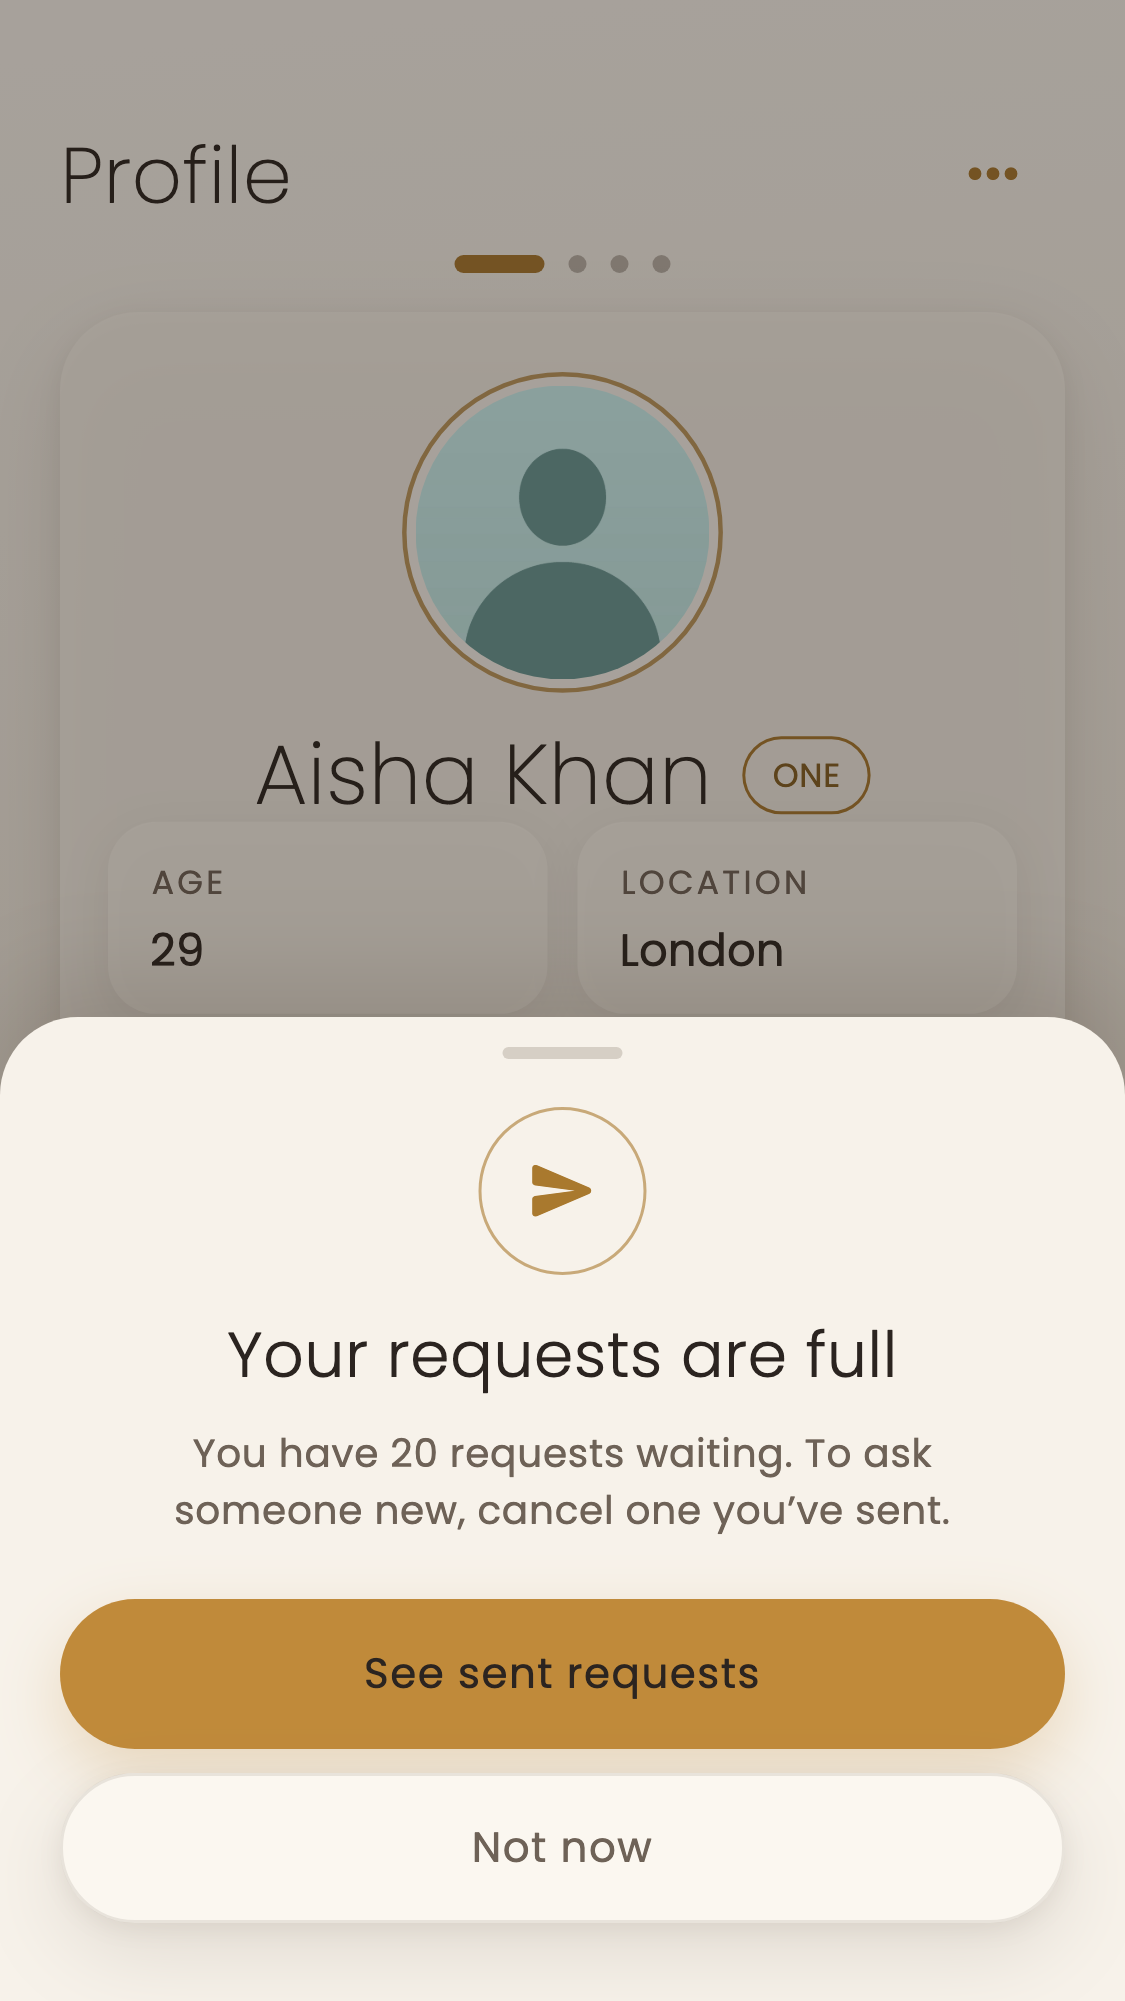 Profile
Aisha Khan ONE
AGE
29
LOCATION
London
Your requests are full
You have 20 requests waiting. To ask
someone new, cancel one you’ve sent.
See sent requests
Not now